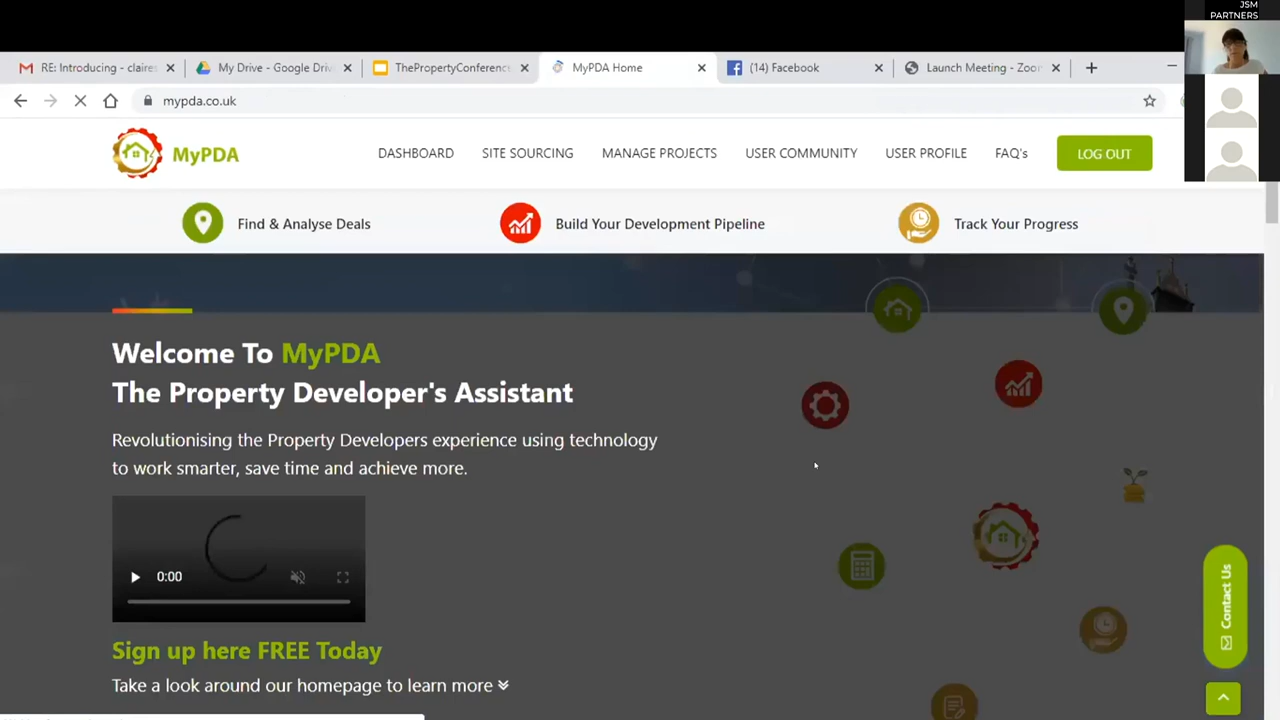 JSM
PARTNERS
RE: Introducing - claires
My Drive - Google Driv
ThePropertyConferenc
MyPDA Home
(14) Facebook
Launch Meeting - Zoo
mypda.co.uk
MyPDA
DASHBOARD
SITE SOURCING
MANAGE PROJECTS
USER COMMUNITY
USER PROFILE
FAQ's
LOG OUT
Find & Analyse Deals
Build Your Development Pipeline
Track Your Progress
Welcome To MyPDA
The Property Developer's Assistant
Revolutionising the Property Developers experience using technology
to work smarter, save time and achieve more.
0:00
Sign up here FREE Today
Take a look around our homepage to learn more
Contact Us